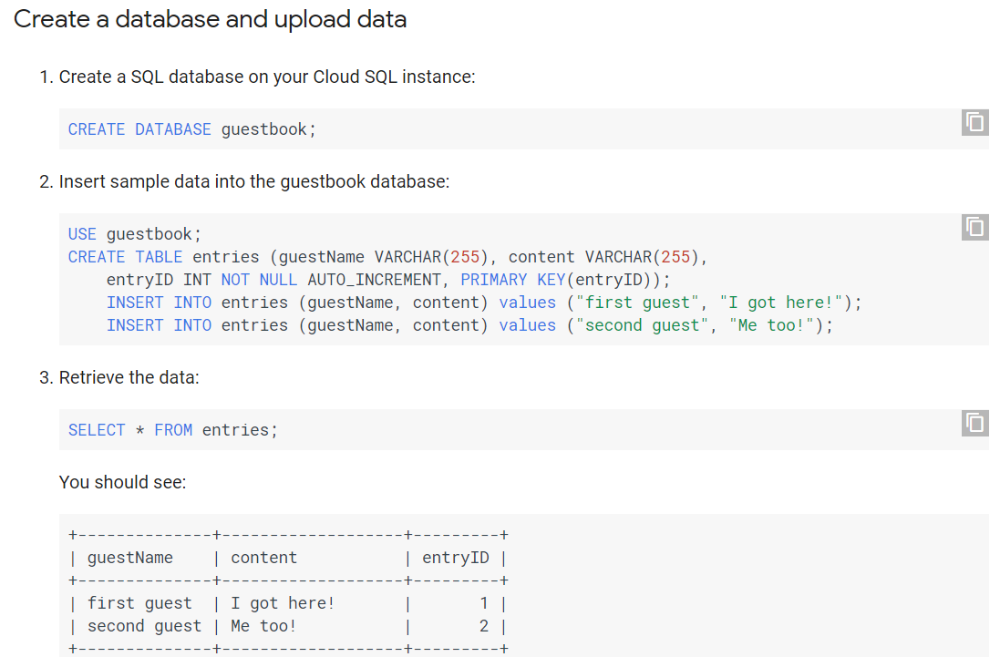 Create a database and upload data
1. Create a SQL database on your Cloud SQL instance:
CREATE DATABASE guestbook;
2. Insert sample data into the guestbook database:
USE guestbook;
CREATE TABLE entries (guestName VARCHAR(255), content VARCHAR(255),
    entryID INT NOT NULL AUTO_INCREMENT, PRIMARY KEY(entryID));
    INSERT INTO entries (guestName, content) values ("first guest", "I got here!");
    INSERT INTO entries (guestName, content) values ("second guest", "Me too!");
3. Retrieve the data:
SELECT * FROM entries;
You should see:
+--------------+-------------------+---------+
| guestName    | content           | entryID |
+--------------+-------------------+---------+
| first guest  | I got here!       |       1 |
| second guest | Me too!           |       2 |
+--------------+-------------------+---------+